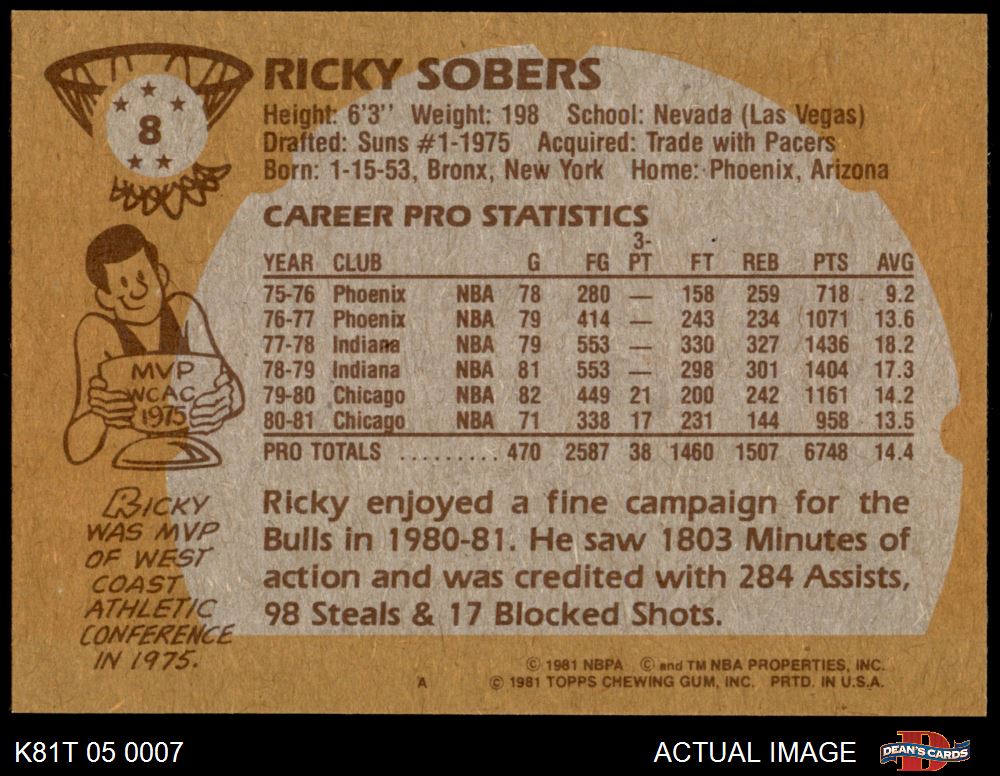 8
RICKY SOBERS
Height: 6'3'' Weight: 198 School: Nevada (Las Vegas)
Drafted: Suns #1-1975 Acquired: Trade with Pacers
Born: 1-15-53, Bronx, New York Home: Phoenix, Arizona
CAREER PRO STATISTICS
YEAR CLUB G FG 3-PT FT REB PTS AVG
75-76 Phoenix NBA 78 280 — 158 259 718 9.2
76-77 Phoenix NBA 79 414 — 243 234 1071 13.6
77-78 Indiana NBA 79 553 — 330 327 1436 18.2
78-79 Indiana NBA 81 553 — 298 301 1404 17.3
79-80 Chicago NBA 82 449 21 200 242 1161 14.2
80-81 Chicago NBA 71 338 17 231 144 958 13.5
PRO TOTALS ......... 470 2587 38 1460 1507 6748 14.4
MVP
WCAC
1975
RICKY
WAS MVP
OF WEST
COAST
ATHLETIC
CONFERENCE
IN 1975.
Ricky enjoyed a fine campaign for the
Bulls in 1980-81. He saw 1803 Minutes of
action and was credited with 284 Assists,
98 Steals & 17 Blocked Shots.
© 1981 NBPA © and TM NBA PROPERTIES, INC.
A © 1981 TOPPS CHEWING GUM, INC. PRTD. IN U.S.A.
K81T 05 0007 ACTUAL IMAGE DEAN'S CARDS